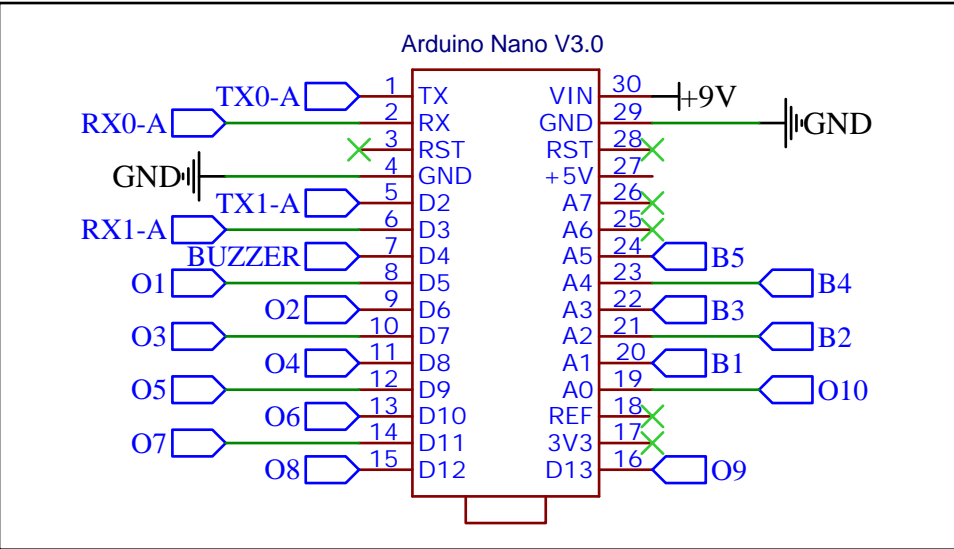 Arduino Nano V3.0
TX0-A 1 TX VIN 30 +9V
RX0-A 2 RX GND 29 GND
3 RST RST 28
GND 4 GND +5V 27
TX1-A 5 D2 A7 26
RX1-A 6 D3 A6 25
BUZZER 7 D4 A5 24 B5
O1 8 D5 A4 23 B4
O2 9 D6 A3 22 B3
O3 10 D7 A2 21 B2
O4 11 D8 A1 20 B1
O5 12 D9 A0 19 O10
O6 13 D10 REF 18
O7 14 D11 3V3 17
O8 15 D12 D13 16 O9